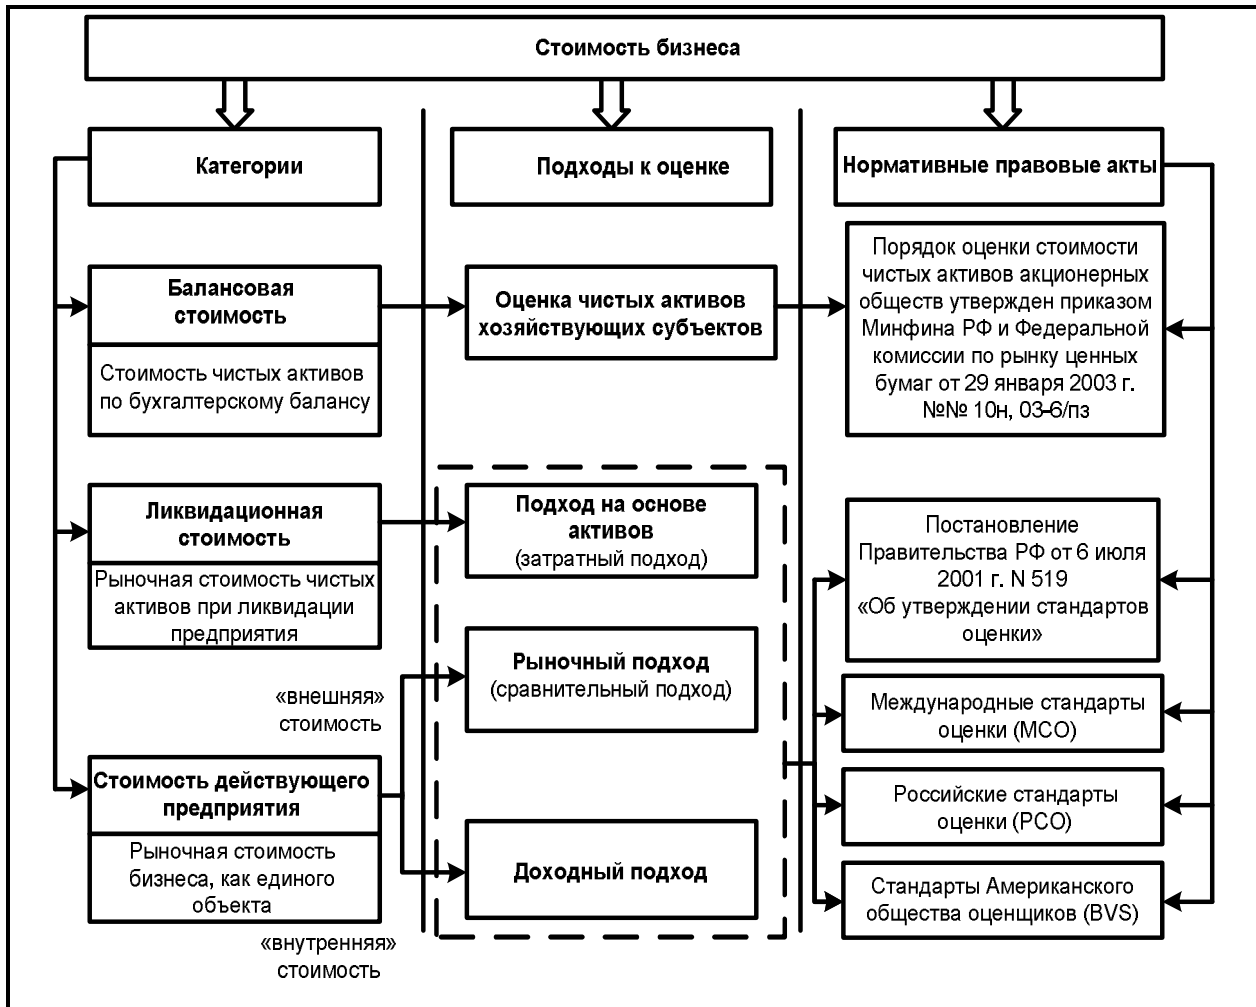 Стоимость бизнеса
Категории
Подходы к оценке
Нормативные правовые акты
Балансовая
стоимость
Стоимость чистых активов
по бухгалтерскому балансу
Оценка чистых активов
хозяйствующих субъектов
Порядок оценки стоимости
чистых активов акционерных
обществ утвержден приказом
Минфина РФ и Федеральной
комиссии по рынку ценных
бумаг от 29 января 2003 г.
№№ 10н, 03-6/пз
Ликвидационная
стоимость
Рыночная стоимость чистых
активов при ликвидации
предприятия
Подход на основе
активов
(затратный подход)
Постановление
Правительства РФ от 6 июля
2001 г. N 519
«Об утверждении стандартов
оценки»
«внешняя»
стоимость
Рыночный подход
(сравнительный подход)
Международные стандарты
оценки (МСО)
Стоимость действующего
предприятия
Рыночная стоимость
бизнеса, как единого
объекта
«внутренняя»
стоимость
Доходный подход
Российские стандарты
оценки (РСО)
Стандарты Американского
общества оценщиков (BVS)